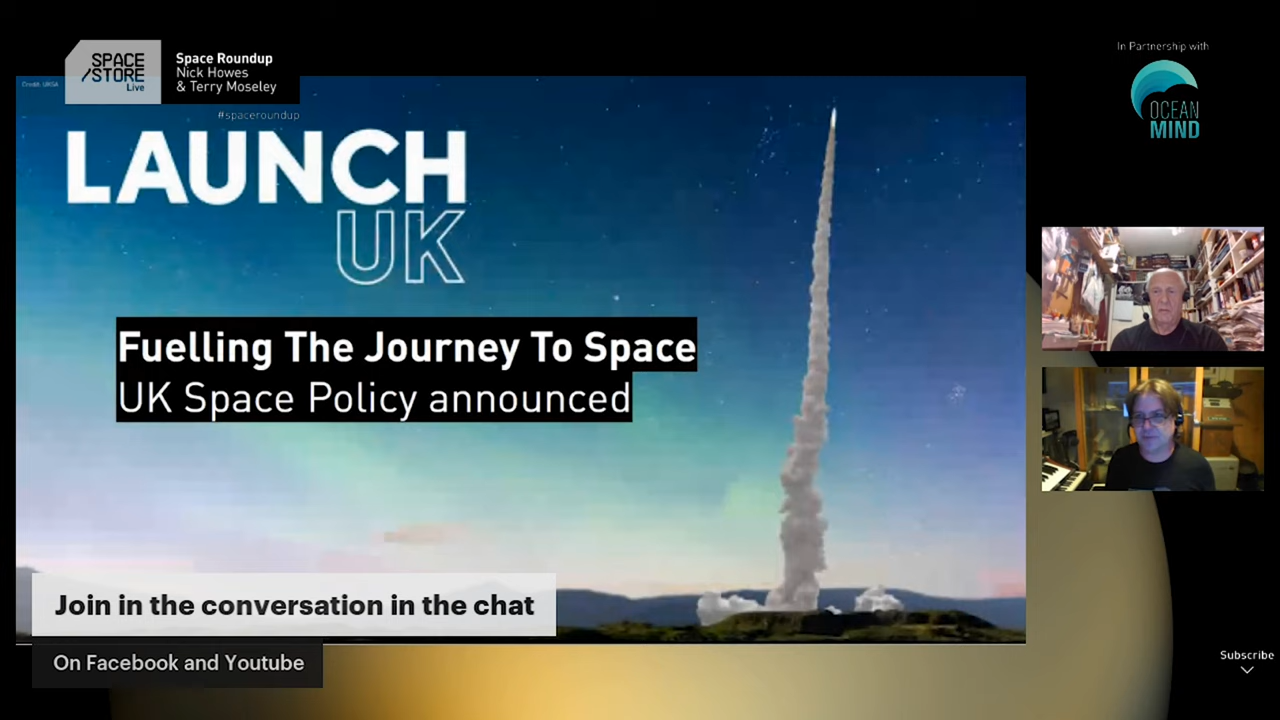 SPACE
/STORE
Live
Space Roundup
Nick Howes
& Terry Moseley
#spaceroundup
In Partnership with
OCEAN
MIND
Credit: UKSA
LAUNCH
UK
Fuelling The Journey To Space
UK Space Policy announced
Join in the conversation in the chat
On Facebook and Youtube
Subscribe